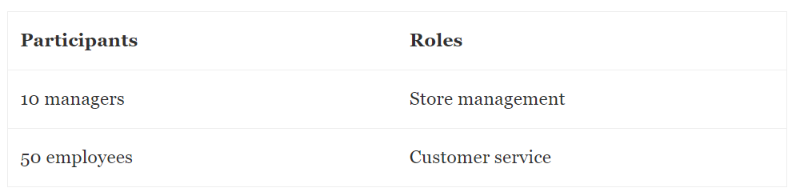 Participants Roles
10 managers Store management
50 employees Customer service